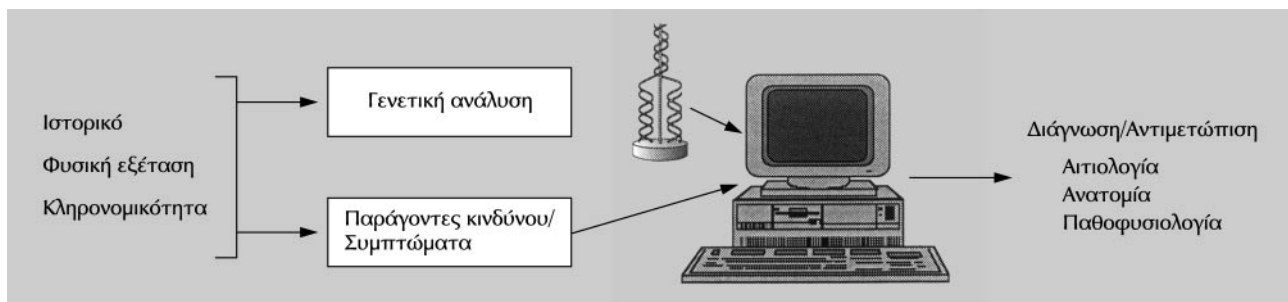 Ιστορικό
Φυσική εξέταση
Κληρονομικότητα
Γενετική ανάλυση
Παράγοντες κινδύνου/
Συμπτώματα
Διάγνωση/Αντιμετώπιση
Αιτιολογία
Ανατομία
Παθοφυσιολογία